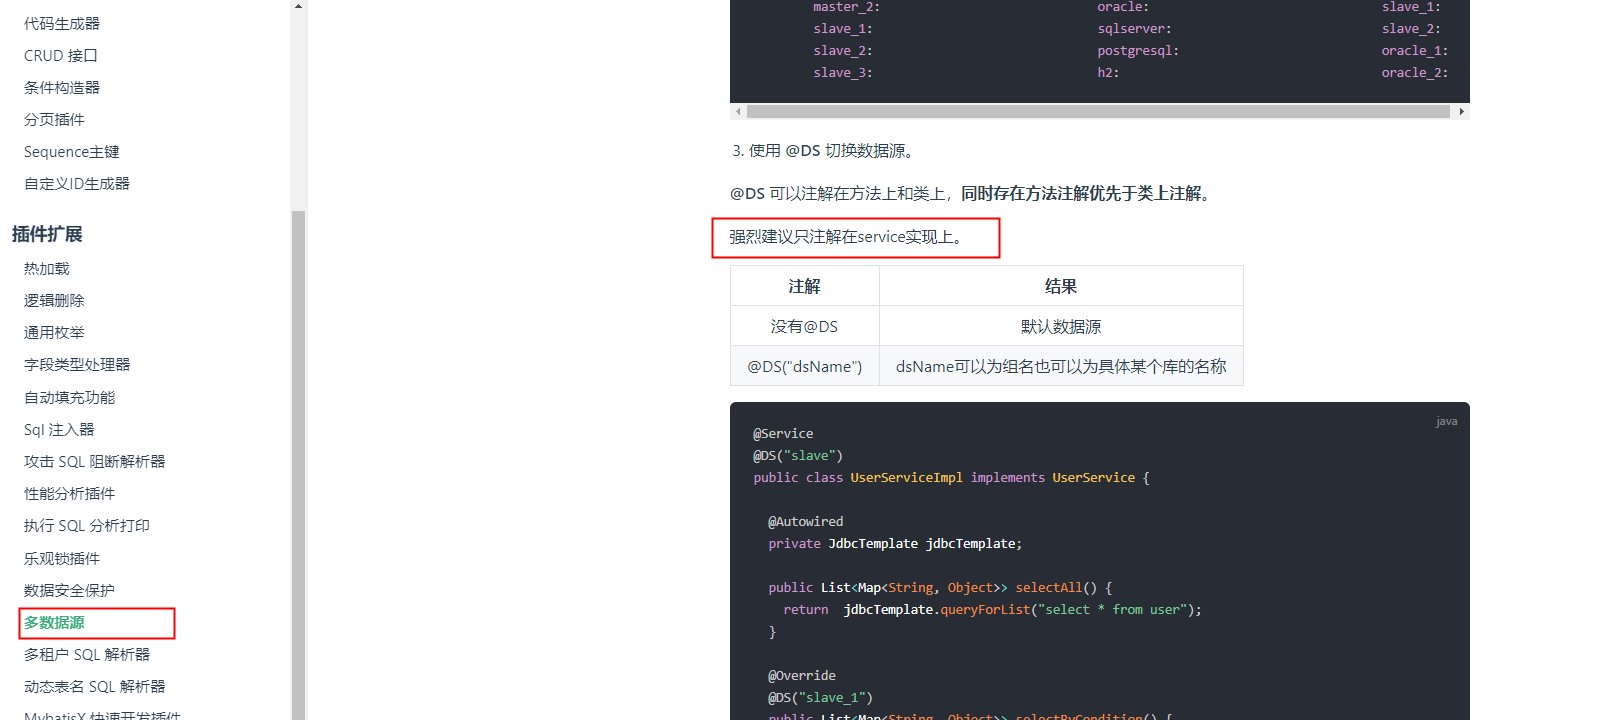 代码生成器
CRUD 接口
条件构造器
分页插件
Sequence主键
自定义ID生成器
插件扩展
热加载
逻辑删除
通用枚举
字段类型处理器
自动填充功能
Sql 注入器
攻击 SQL 阻断解析器
性能分析插件
执行 SQL 分析打印
乐观锁插件
数据安全保护
多数据源
多租户 SQL 解析器
动态表名 SQL 解析器
MybatisX 快速开发插件
master_2: oracle: slave_1:
slave_1: sqlserver: slave_2:
slave_2: postgresql: oracle_1:
slave_3: h2: oracle_2:
3. 使用 @DS 切换数据源。
@DS 可以注解在方法上和类上，同时存在方法注解优先于类上注解。
强烈建议只注解在service实现上。
注解 结果
没有@DS 默认数据源
@DS("dsName") dsName可以为组名也可以为具体某个库的名称
java
@Service
@DS("slave")
public class UserServiceImpl implements UserService {
@Autowired
private JdbcTemplate jdbcTemplate;
public List<Map<String, Object>> selectAll() {
return  jdbcTemplate.queryForList("select * from user");
}
@Override
@DS("slave_1")
public List<Map<String, Object>> selectByCondition() {